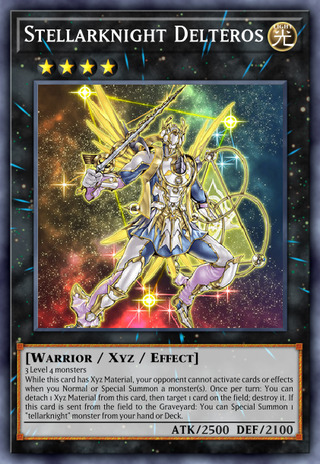 STELLARKNIGHT DELTEROS
LIGHT
光
[WARRIOR / XYZ / EFFECT]
3 Level 4 monsters
While this card has Xyz Material, your opponent cannot activate cards or effects
when you Normal or Special Summon a monster(s). Once per turn: You can
detach 1 Xyz Material from this card, then target 1 card on the field; destroy it. If
this card is sent from the field to the Graveyard: You can Special Summon 1
"tellarknight" monster from your hand or Deck.
ATK/2500 DEF/2100